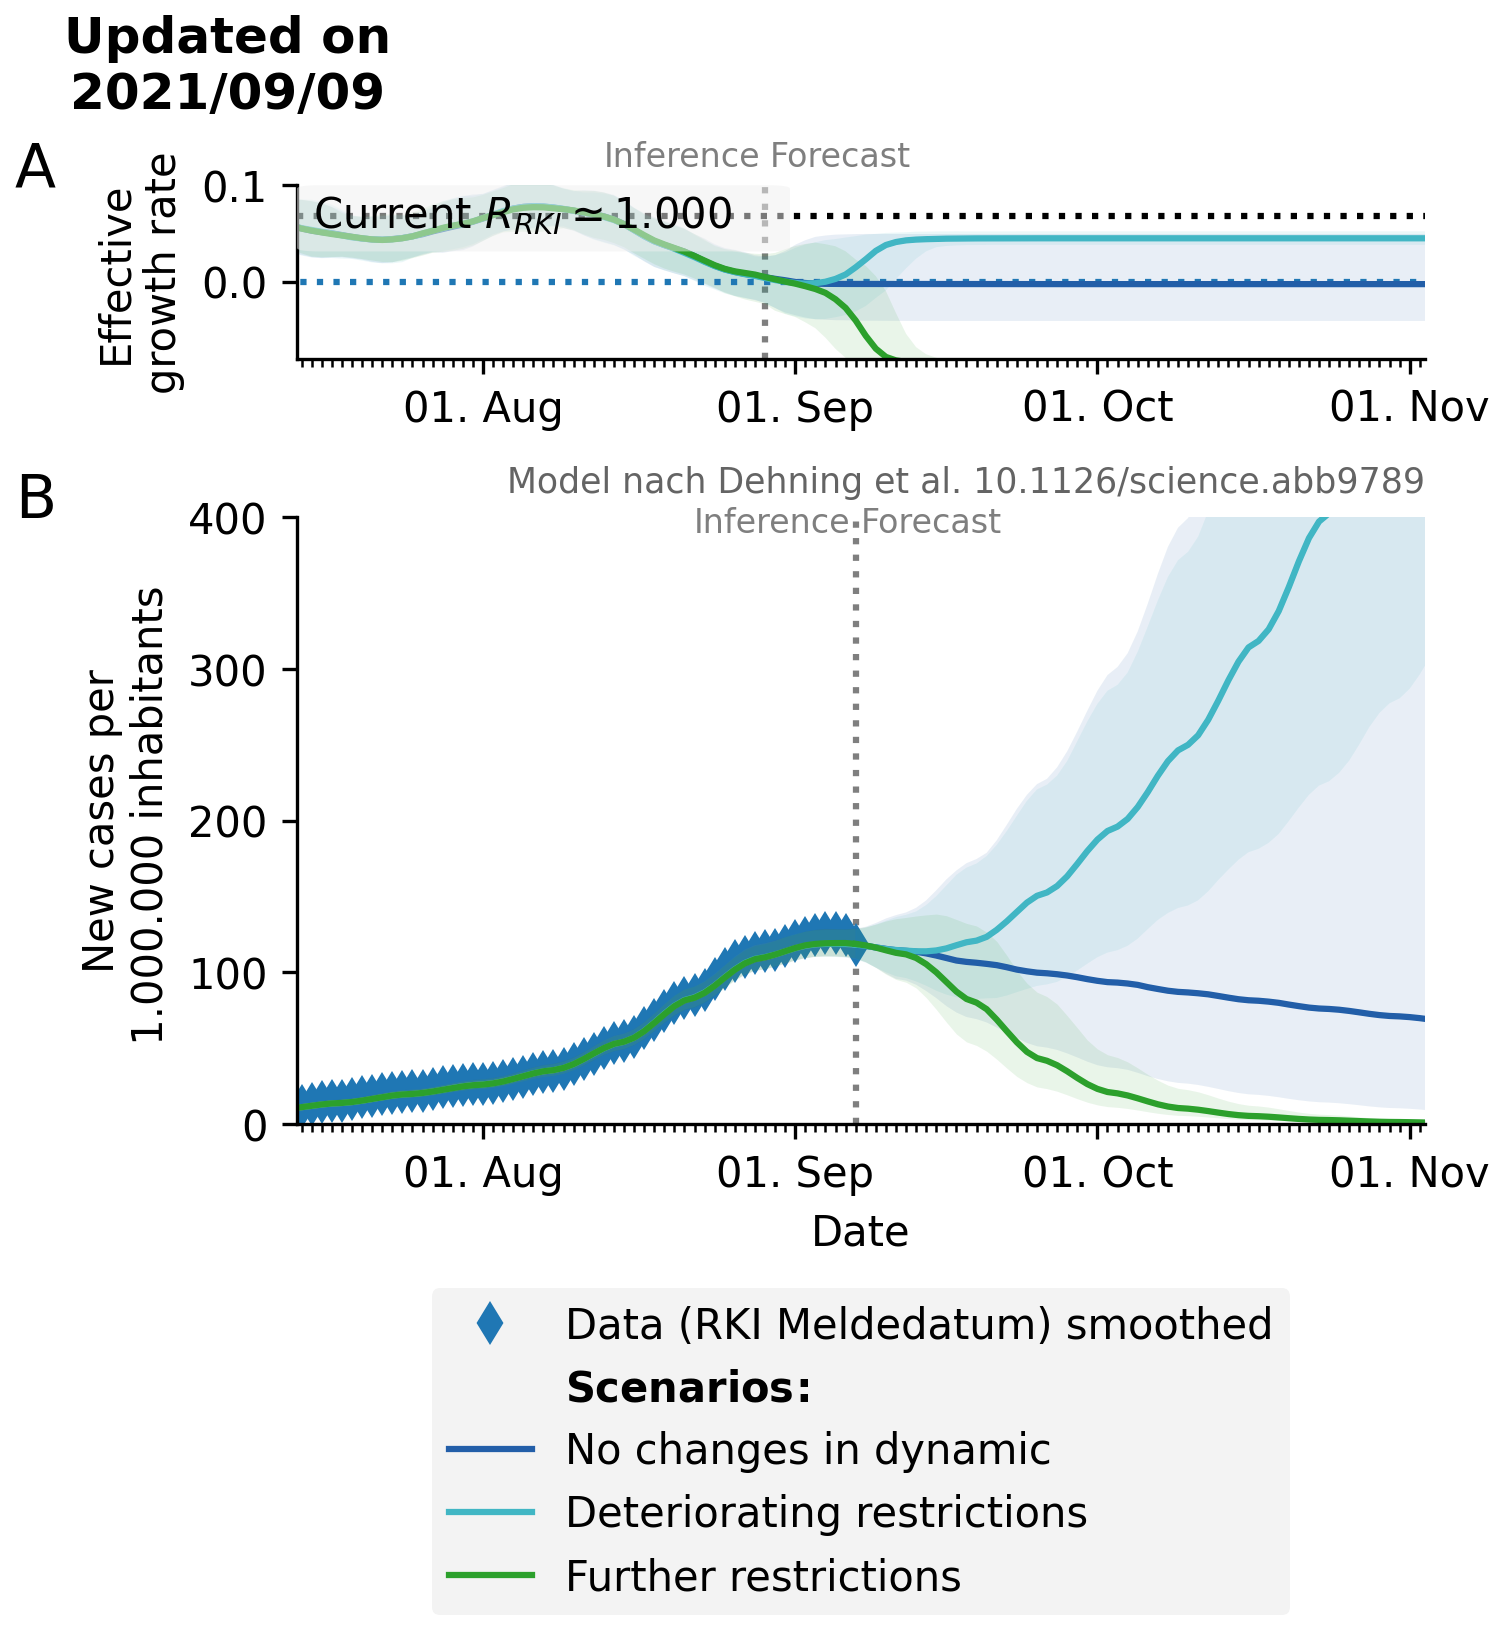 Updated on
2021/09/09
A
Inference Forecast
Effective
growth rate
0.1
0.0
Current R_RKI ≃ 1.000
01. Aug 01. Sep 01. Oct 01. Nov
B
Model nach Dehning et al. 10.1126/science.abb9789
Inference Forecast
New cases per
1.000.000 inhabitants
400
300
200
100
0
01. Aug 01. Sep 01. Oct 01. Nov
Date
Data (RKI Meldedatum) smoothed
Scenarios:
No changes in dynamic
Deteriorating restrictions
Further restrictions